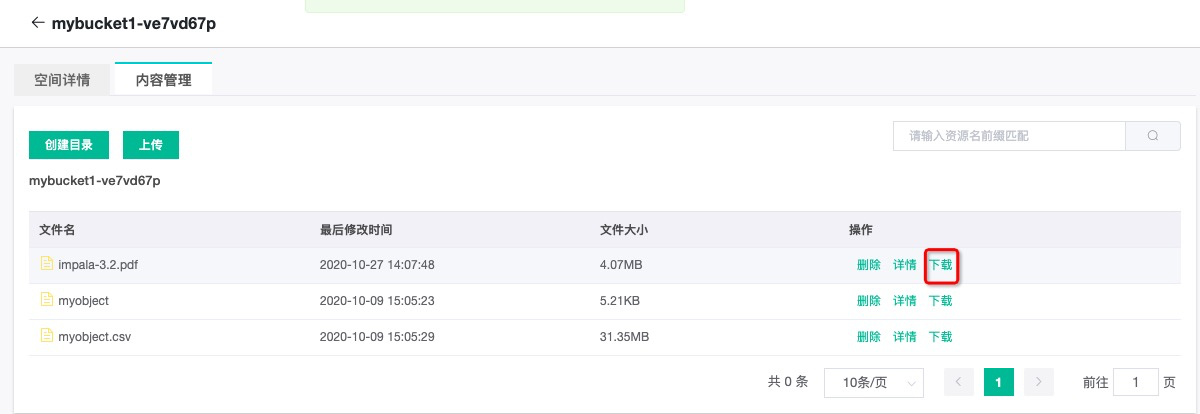 mybucket1-ve7vd67p
空间详情 内容管理
创建目录 上传 请输入资源名前缀匹配
mybucket1-ve7vd67p
文件名 最后修改时间 文件大小 操作
impala-3.2.pdf 2020-10-27 14:07:48 4.07MB 删除 详情 下载
myobject 2020-10-09 15:05:23 5.21KB 删除 详情 下载
myobject.csv 2020-10-09 15:05:29 31.35MB 删除 详情 下载
共 0 条 10条/页 1 前往 1 页